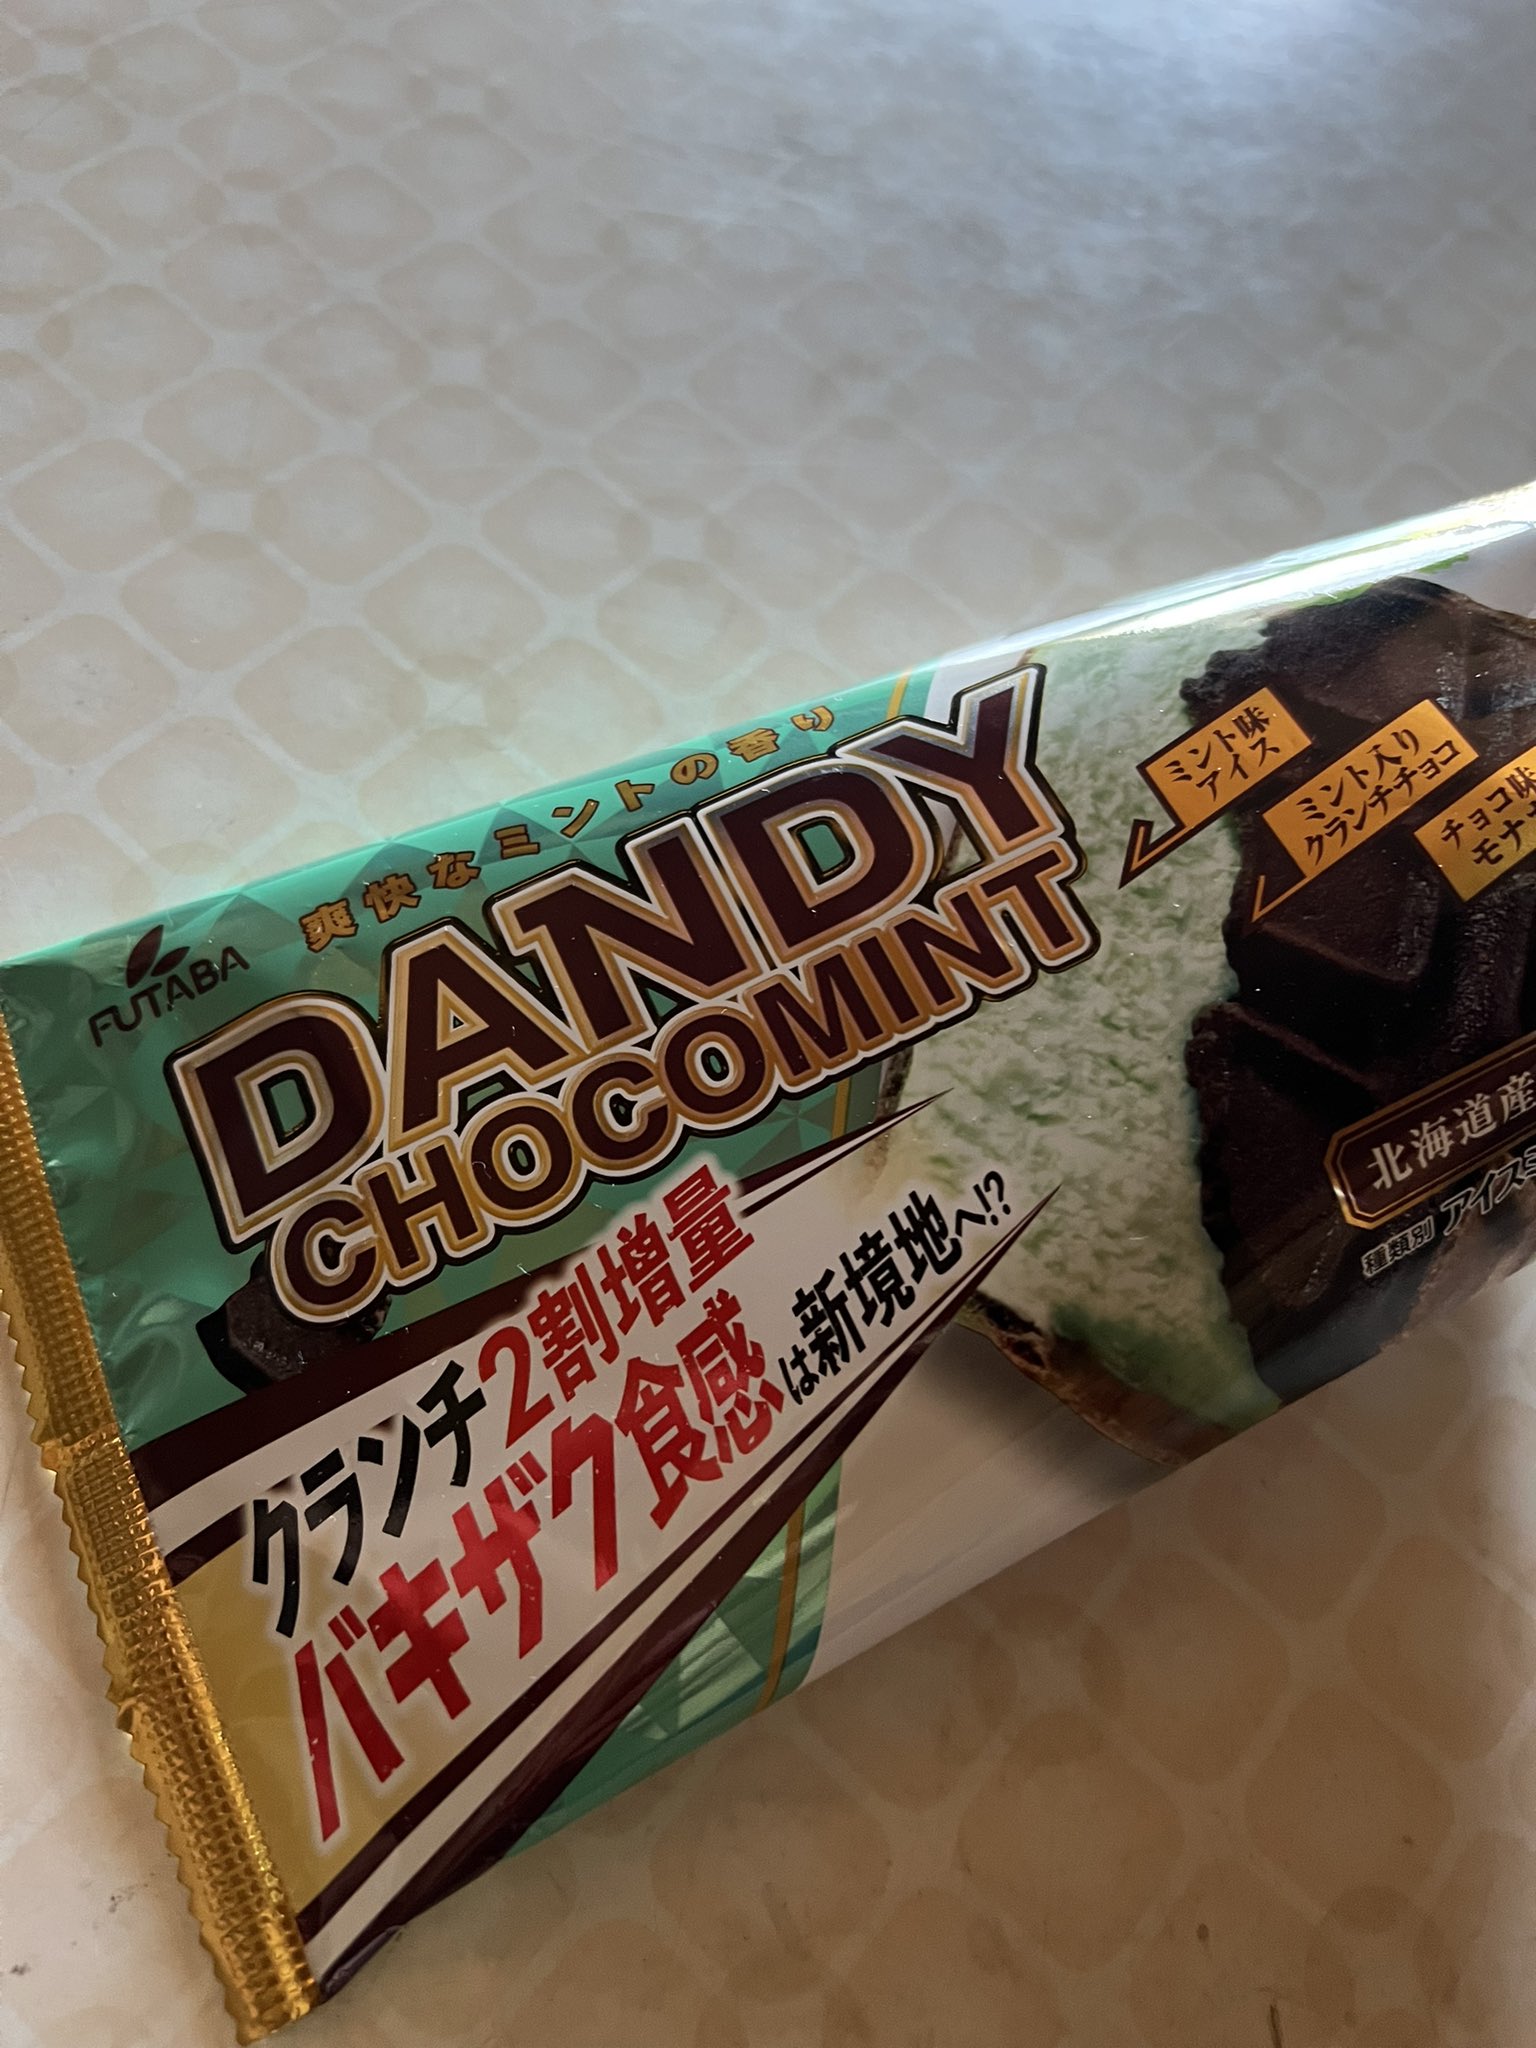 FUTABA
爽快なミントの香り
DANDY
CHOCOMINT
クランチ2割増量
バキザク食感は新境地へ!?
ミント味
アイス
ミント入り
クランチチョコ
チョコ味
モナ
北海道産
種類別 アイスミ